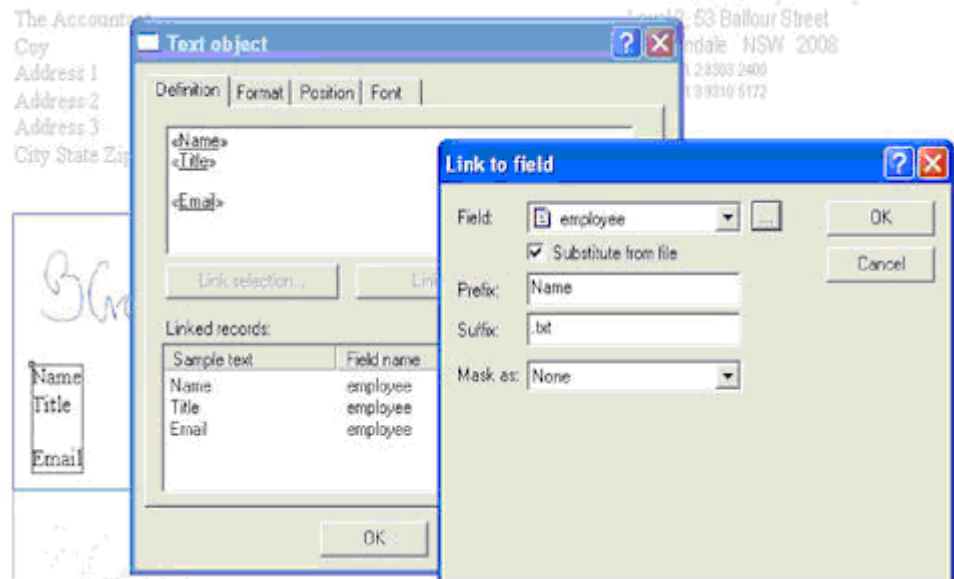 The Accountant
Coy
Address 1
Address 2
Address 3
City State Zip
53 Balfour Street
NSW 2008
Text object
Definition
Format
Position
Font
«Name»
«Title»
«Email»
Link selection...
Linked records:
Sample text Field name
Name employee
Title employee
Email employee
OK
Link to field
Field: employee ...
Substitute from file
Prefix: Name
Suffix: .txt
Mask as: None
OK
Cancel
Name
Title
Email